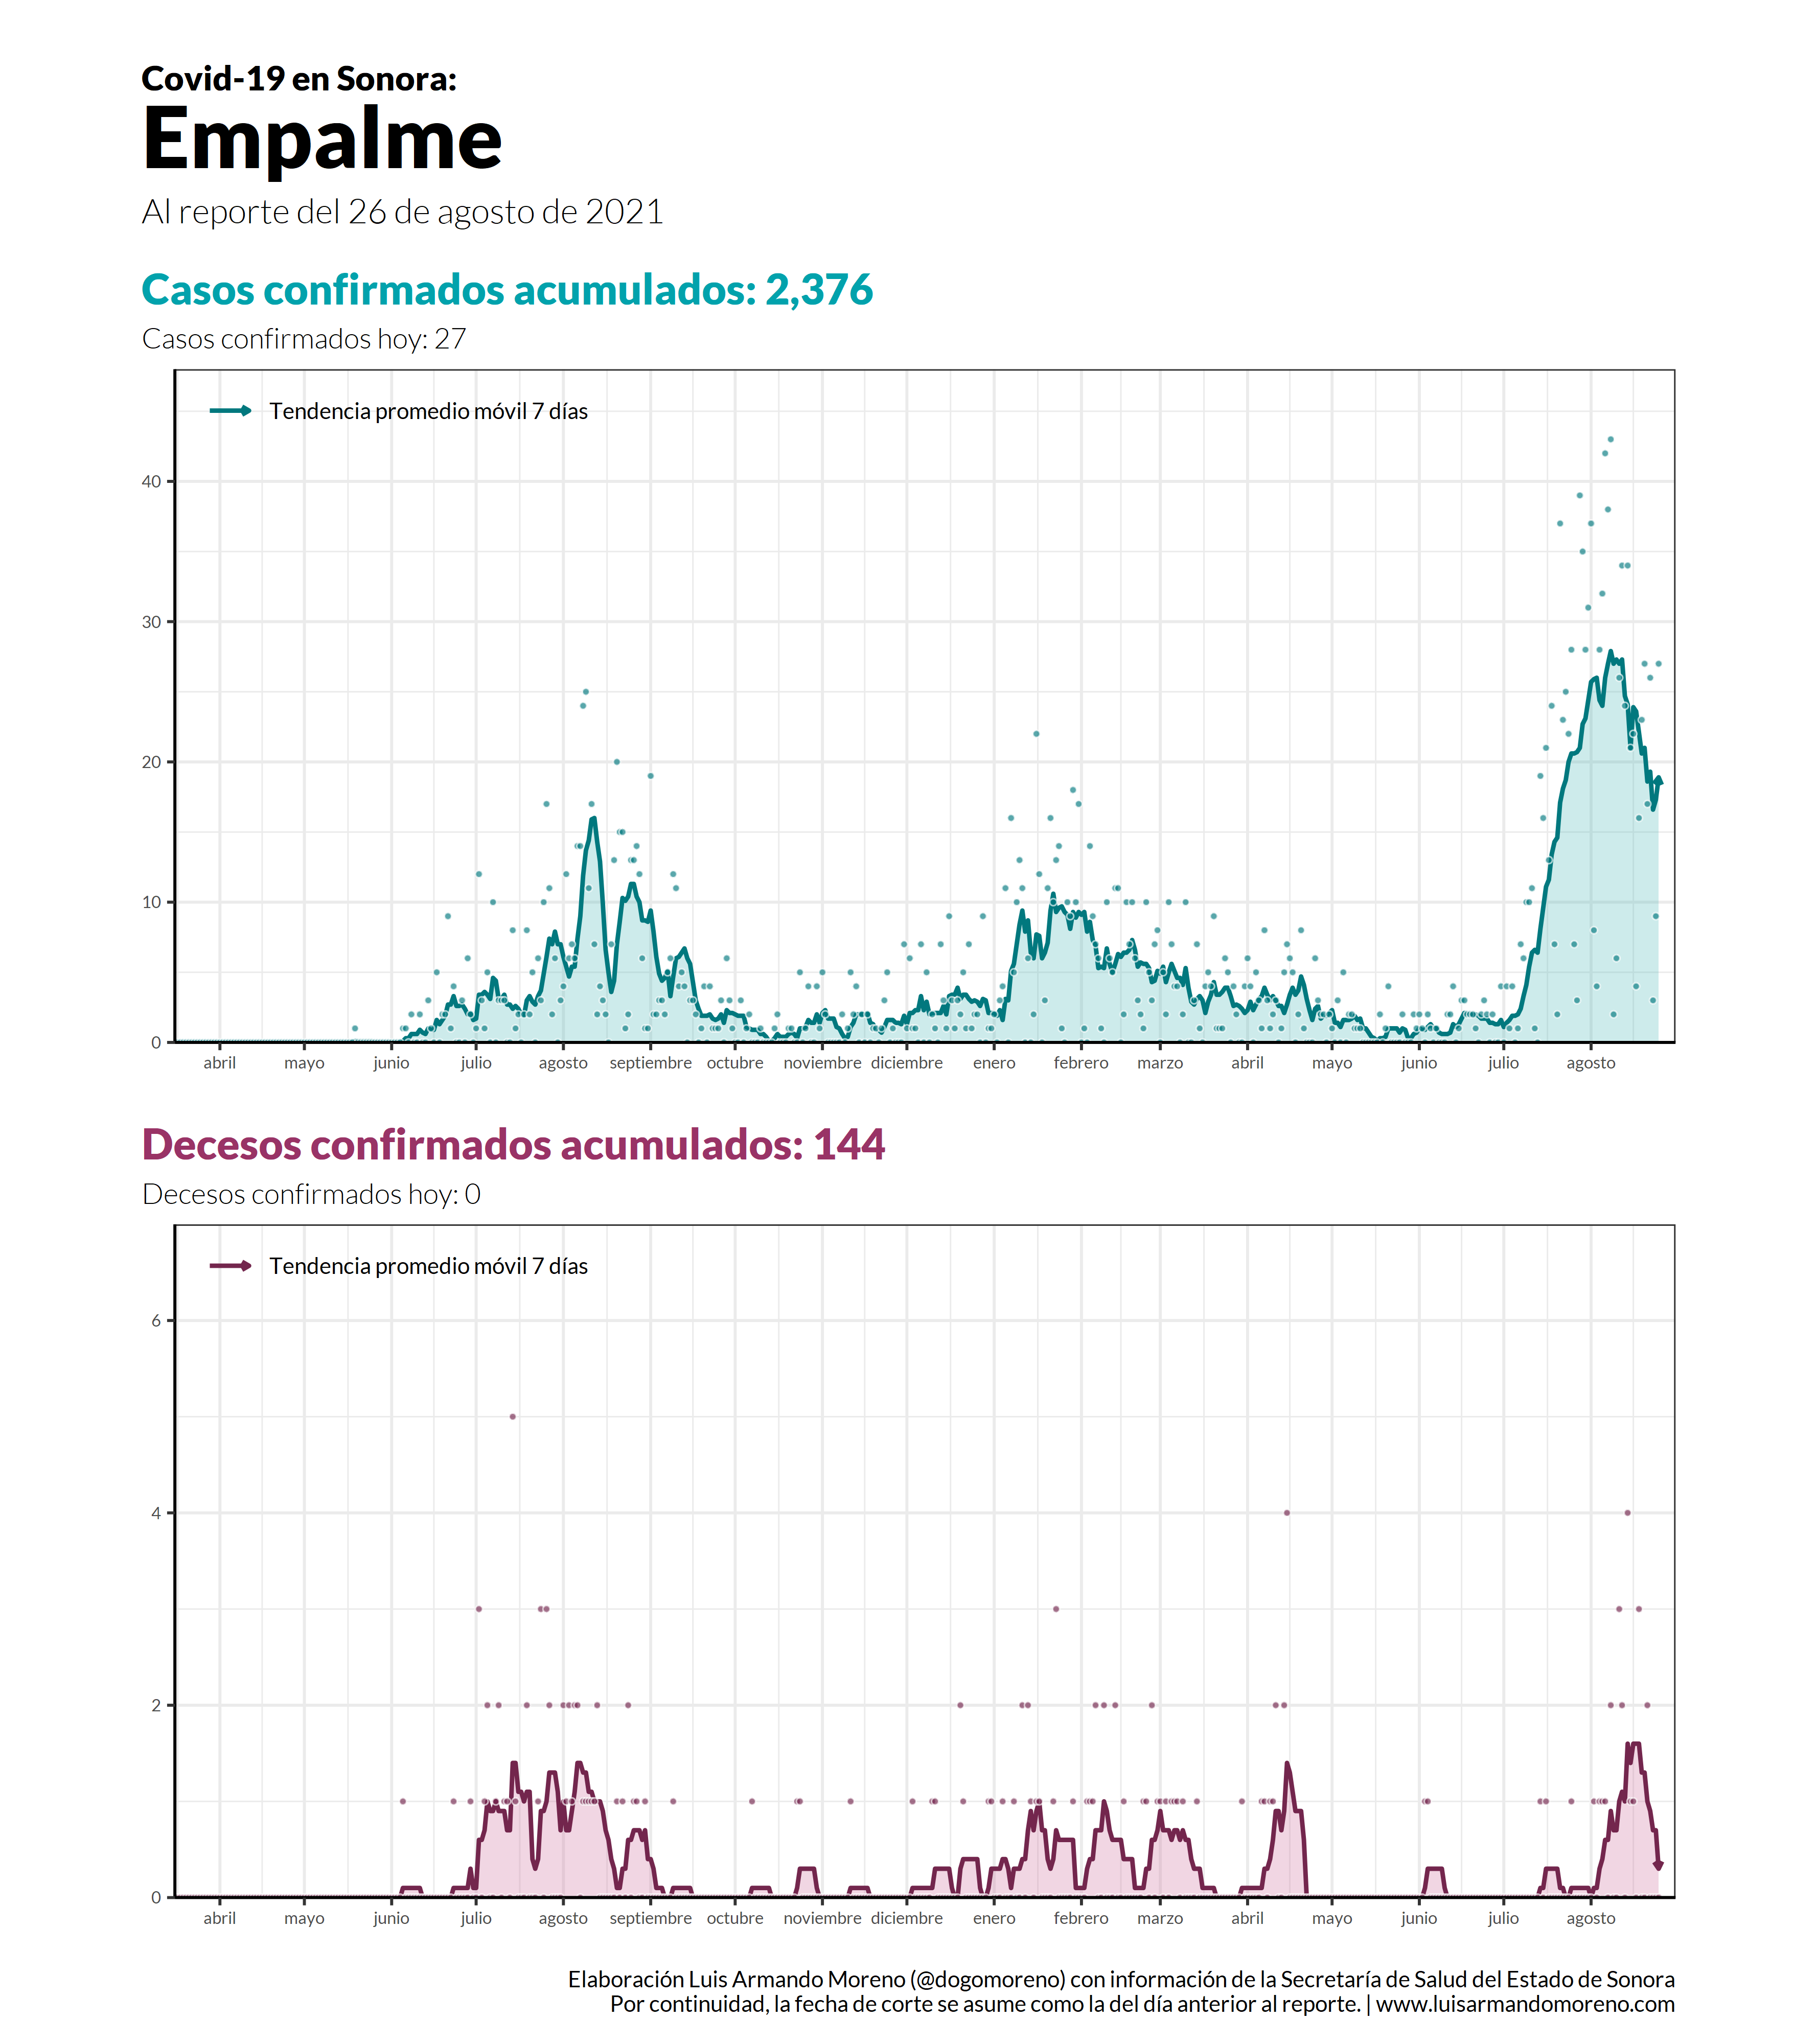 Covid-19 en Sonora:
Empalme
Al reporte del 26 de agosto de 2021
Casos confirmados acumulados: 2,376
Casos confirmados hoy: 27
Tendencia promedio móvil 7 días
40
30
20
10
0
abril mayo junio julio agosto septiembre octubre noviembre diciembre enero febrero marzo abril mayo junio julio agosto
Decesos confirmados acumulados: 144
Decesos confirmados hoy: 0
Tendencia promedio móvil 7 días
6
4
2
0
abril mayo junio julio agosto septiembre octubre noviembre diciembre enero febrero marzo abril mayo junio julio agosto
Elaboración Luis Armando Moreno (@dogomoreno) con información de la Secretaría de Salud del Estado de Sonora
Por continuidad, la fecha de corte se asume como la del día anterior al reporte. | www.luisarmandomoreno.com